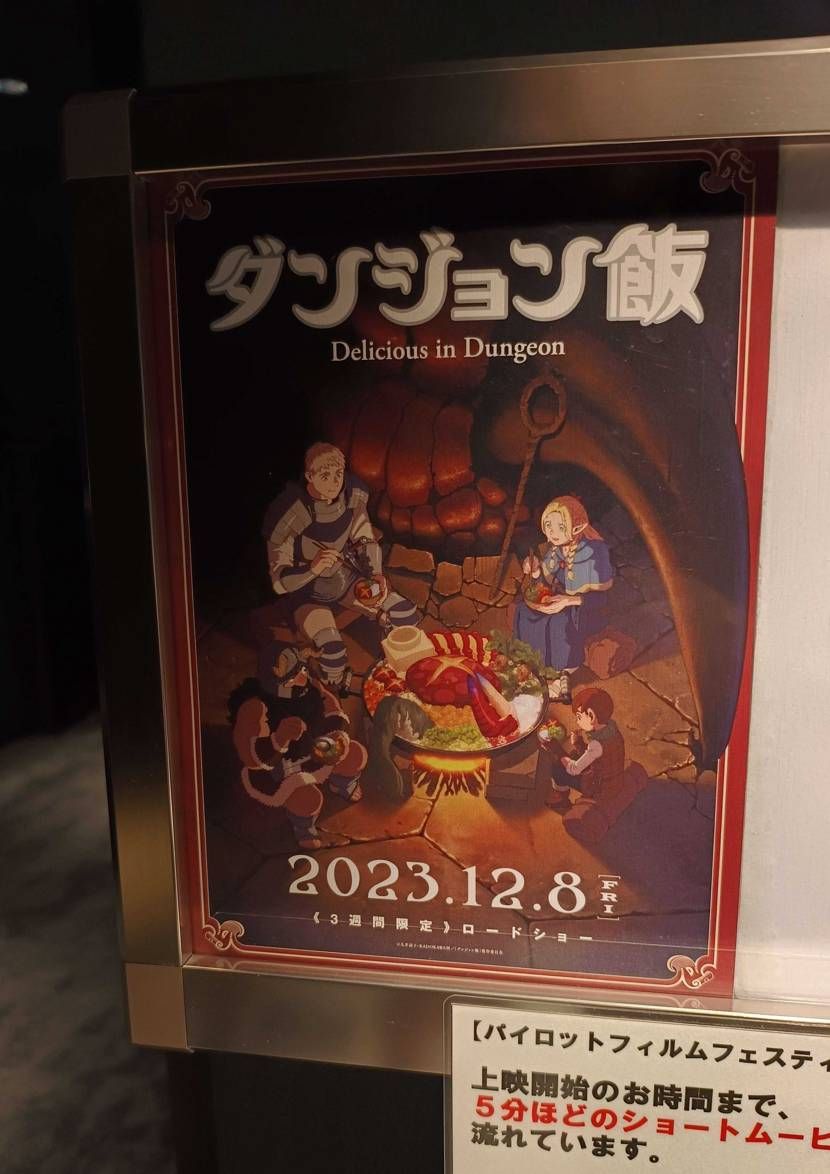 ダンジョン飯
Delicious in Dungeon
2023.12.8 [FRI]
《3週間限定》ロードショー
【パイロットフィルムフェスティ
上映開始のお時間まで、
5分ほどのショートムービ
流れています。